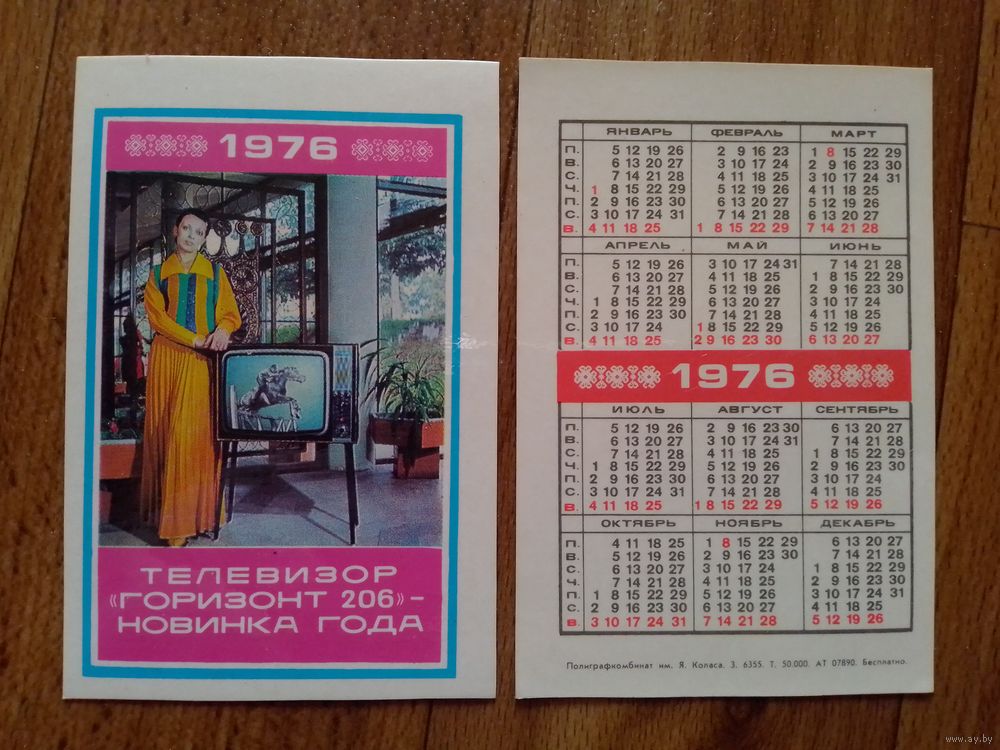 1976
ТЕЛЕВИЗОР
«ГОРИЗОНТ 206» –
НОВИНКА ГОДА
ЯНВАРЬ ФЕВРАЛЬ МАРТ
П. 5 12 19 26 2 9 16 23 1 8 15 22 29
В. 6 13 20 27 3 10 17 24 2 9 16 23 30
С. 7 14 21 28 4 11 18 25 3 10 17 24 31
Ч. 1 8 15 22 29 5 12 19 26 4 11 18 25
П. 2 9 16 23 30 6 13 20 27 5 12 19 26
С. 3 10 17 24 31 7 14 21 28 6 13 20 27
В. 4 11 18 25 1 8 15 22 29 7 14 21 28
АПРЕЛЬ МАЙ ИЮНЬ
П. 5 12 19 26 3 10 17 24 31 7 14 21 28
В. 6 13 20 27 4 11 18 25 1 8 15 22 29
С. 7 14 21 28 5 12 19 26 2 9 16 23 30
Ч. 1 8 15 22 29 6 13 20 27 3 10 17 24
П. 2 9 16 23 30 7 14 21 28 4 11 18 25
С. 3 10 17 24 1 8 15 22 29 5 12 19 26
В. 4 11 18 25 2 9 16 23 30 6 13 20 27
1976
ИЮЛЬ АВГУСТ СЕНТЯБРЬ
П. 5 12 19 26 2 9 16 23 30 6 13 20 27
В. 6 13 20 27 3 10 17 24 31 7 14 21 28
С. 7 14 21 28 4 11 18 25 1 8 15 22 29
Ч. 1 8 15 22 29 5 12 19 26 2 9 16 23 30
П. 2 9 16 23 30 6 13 20 27 3 10 17 24
С. 3 10 17 24 31 7 14 21 28 4 11 18 25
В. 4 11 18 25 1 8 15 22 29 5 12 19 26
ОКТЯБРЬ НОЯБРЬ ДЕКАБРЬ
П. 4 11 18 25 1 8 15 22 29 6 13 20 27
В. 5 12 19 26 2 9 16 23 30 7 14 21 28
С. 6 13 20 27 3 10 17 24 1 8 15 22 29
Ч. 7 14 21 28 4 11 18 25 2 9 16 23 30
П. 1 8 15 22 29 5 12 19 26 3 10 17 24 31
С. 2 9 16 23 30 6 13 20 27 4 11 18 25
В. 3 10 17 24 31 7 14 21 28 5 12 19 26
Полиграфкомбинат им. Я. Коласа. З. 6355. Т. 50.000. АТ 07890. Бесплатно.
www.ay.by